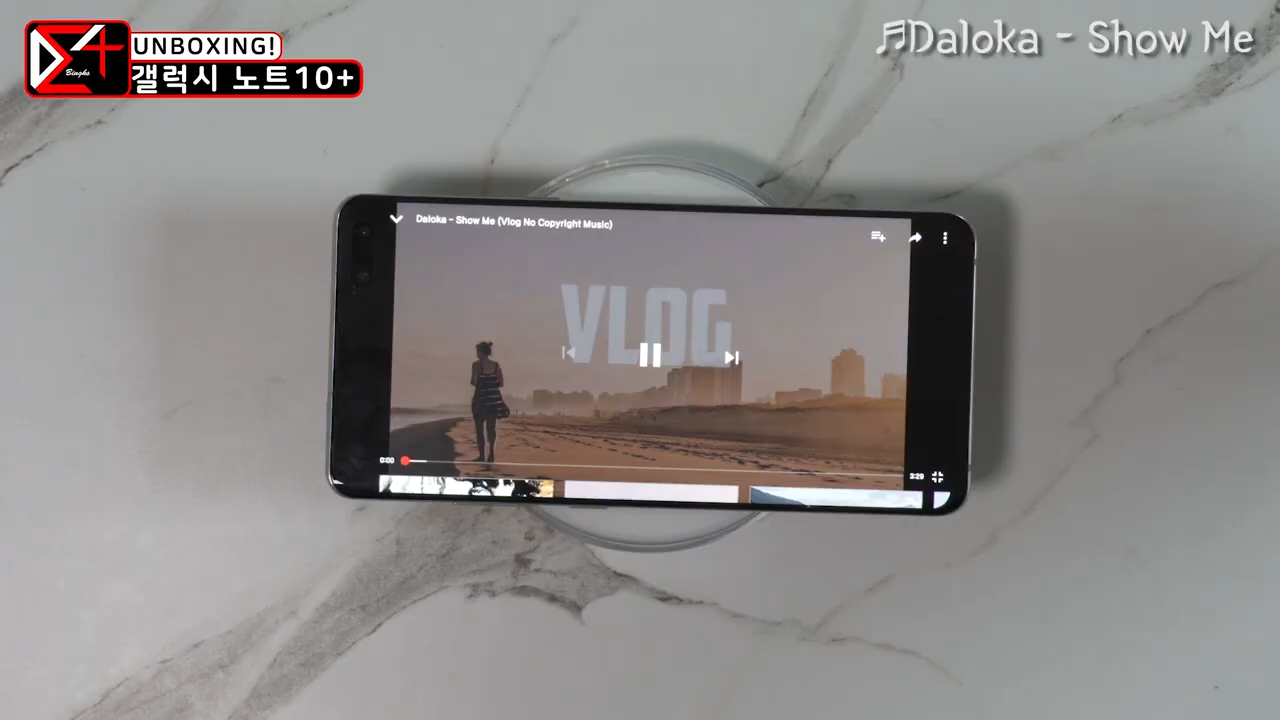 UNBOXING!
갤럭시 노트10+
Binghs
♬Daloka - Show Me
Daloka - Show Me (Vlog No Copyright Music)
VLOG
0:00
3:29